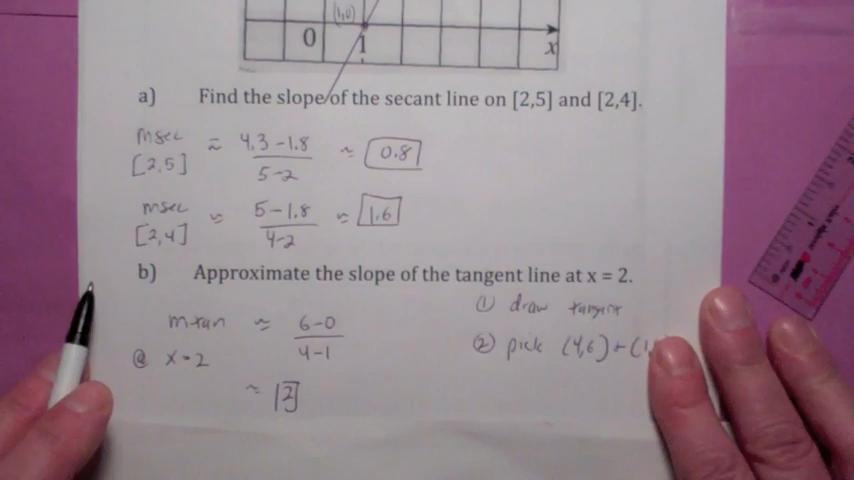 (1,0)
0 1 x
a) Find the slope of the secant line on [2,5] and [2,4].
msec ≈ 4.3-1.8 ≈ 0.8
[2,5] 5-2
msec ≈ 5-1.8 ≈ 1.6
[2,4] 4-2
b) Approximate the slope of the tangent line at x = 2.
① draw tangent
mtan ≈ 6-0
4-1
② pick (4,6) + (1,
@ x=2
≈ 2